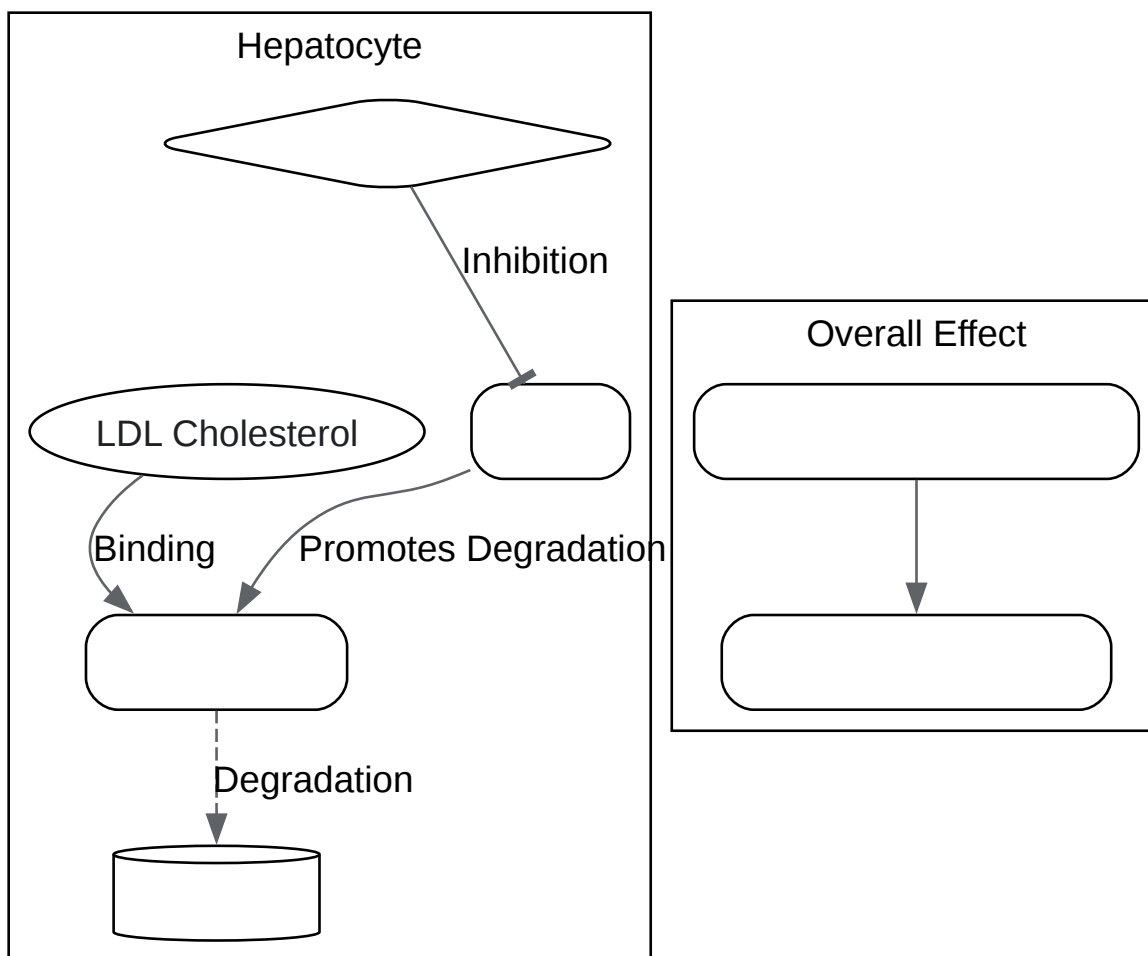 Hepatocyte
Inhibition
Overall Effect
LDL Cholesterol
Binding
Promotes Degradation
Degradation